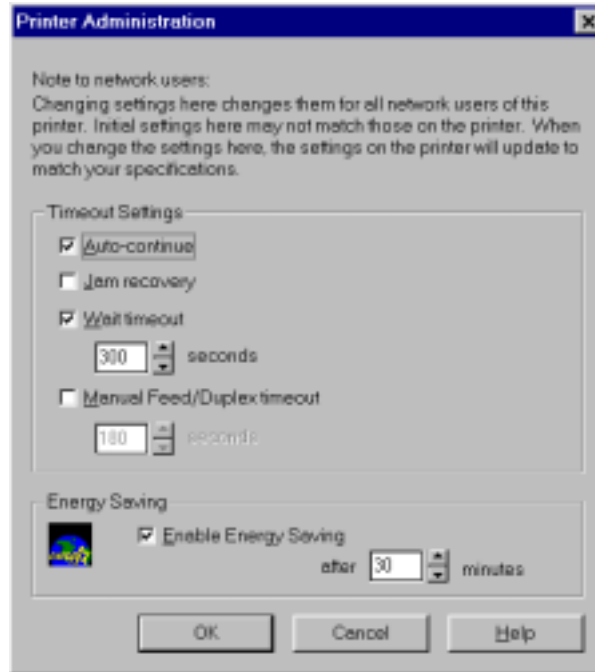 Printer Administration
Note to network users:
Changing settings here changes them for all network users of this
printer. Initial settings here may not match those on the printer. When
you change the settings here, the settings on the printer will update to
match your specifications.
Timeout Settings
Auto-continue
Jam recovery
Wait timeout
300 seconds
Manual Feed/Duplex timeout
180 seconds
Energy Saving
Enable Energy Saving
after 30 minutes
OK Cancel Help